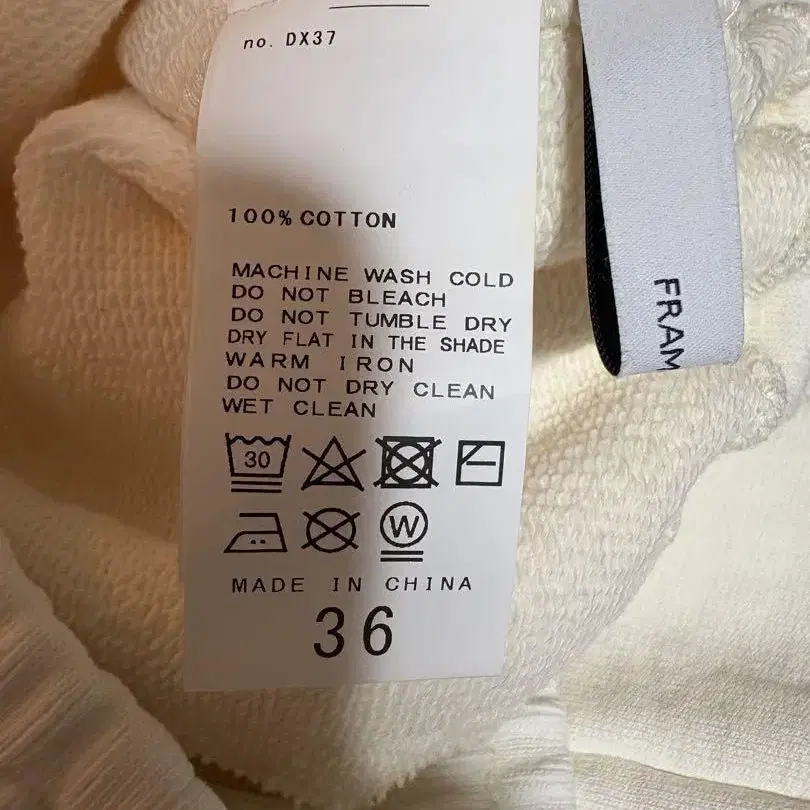 no. DX37
100% COTTON
MACHINE WASH COLD
DO NOT BLEACH
DO NOT TUMBLE DRY
DRY FLAT IN THE SHADE
WARM IRON
DO NOT DRY CLEAN
WET CLEAN
30
W
MADE IN CHINA
36
FRAM